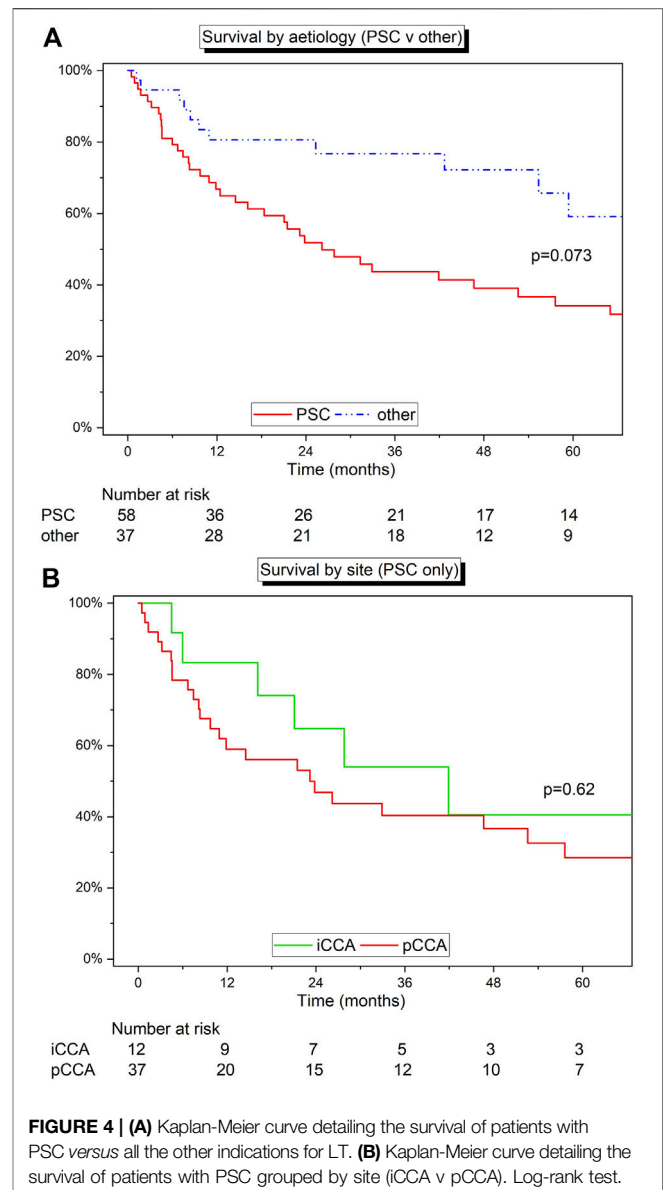 A
Survival by aetiology (PSC v other)
100%
80%
60%
40%
20%
0%
p=0.073
PSC other
0 12 24 36 48 60
Time (months)
Number at risk
PSC 58 36 26 21 17 14
other 37 28 21 18 12 9
B
Survival by site (PSC only)
100%
80%
60%
40%
20%
0%
p=0.62
iCCA pCCA
0 12 24 36 48 60
Time (months)
Number at risk
iCCA 12 9 7 5 3 3
pCCA 37 20 15 12 10 7
FIGURE 4 | (A) Kaplan-Meier curve detailing the survival of patients with
PSC versus all the other indications for LT. (B) Kaplan-Meier curve detailing the
survival of patients with PSC grouped by site (iCCA v pCCA). Log-rank test.